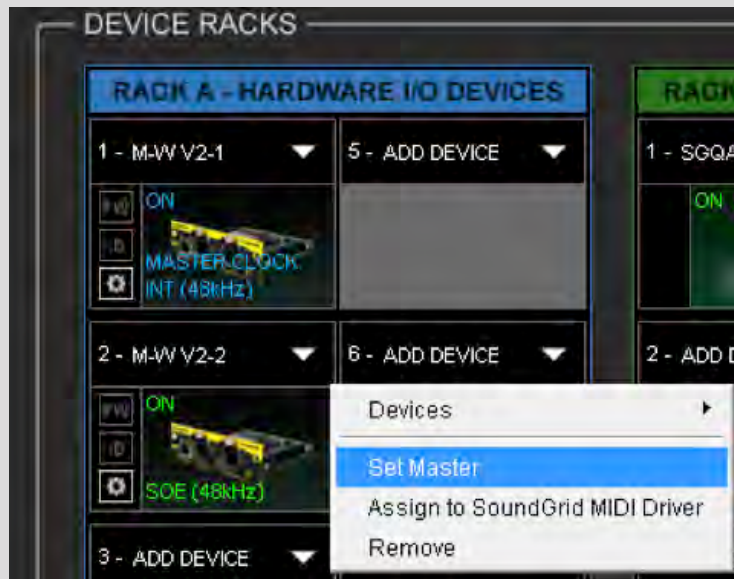 DEVICE RACKS
RACK A - HARDWARE I/O DEVICES
RACK
1 - M-W V2-1
5 - ADD DEVICE
1 - SGQA
FW
ID
ON
MASTER CLOCK
INT (48kHz)
ON
2 - M-W V2-2
6 - ADD DEVICE
2 - ADD D
FW
ID
ON
SOE (48kHz)
Devices
Set Master
Assign to SoundGrid MIDI Driver
Remove
3 - ADD DEVICE